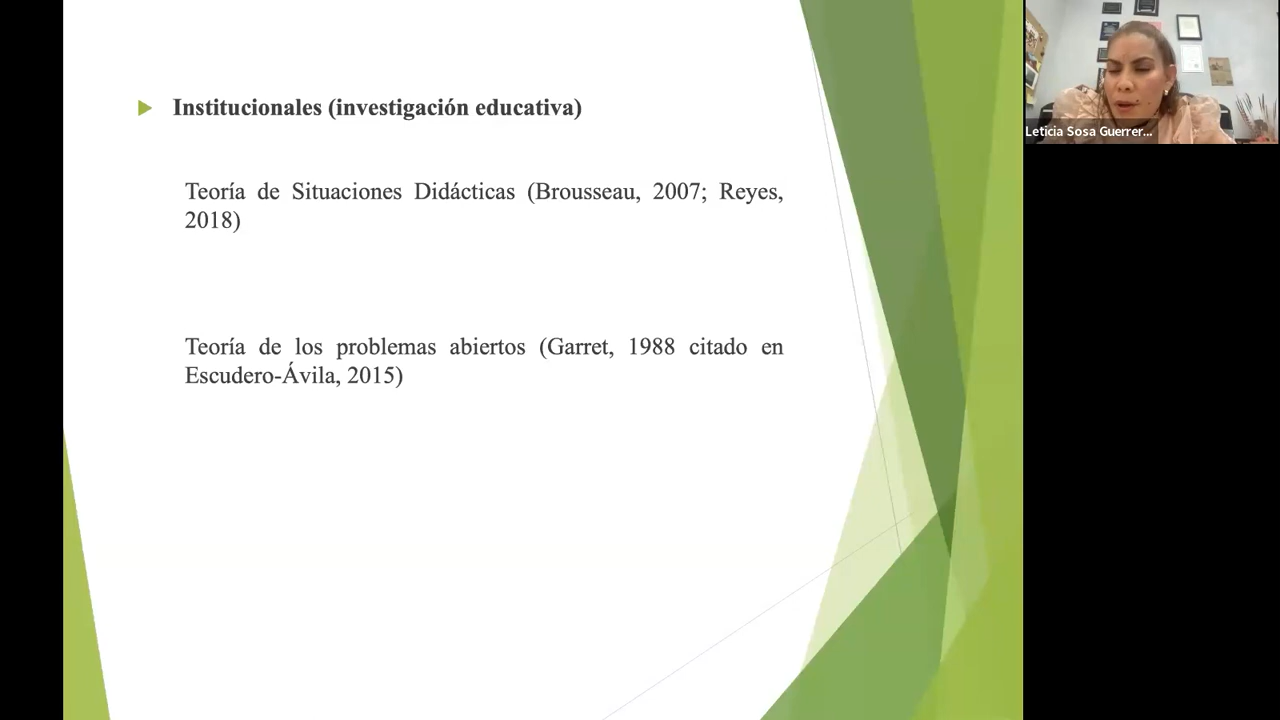 Institucionales (investigación educativa)
Teoría de Situaciones Didácticas (Brousseau, 2007; Reyes,
2018)
Teoría de los problemas abiertos (Garret, 1988 citado en
Escudero-Ávila, 2015)
Leticia Sosa Guerrer...